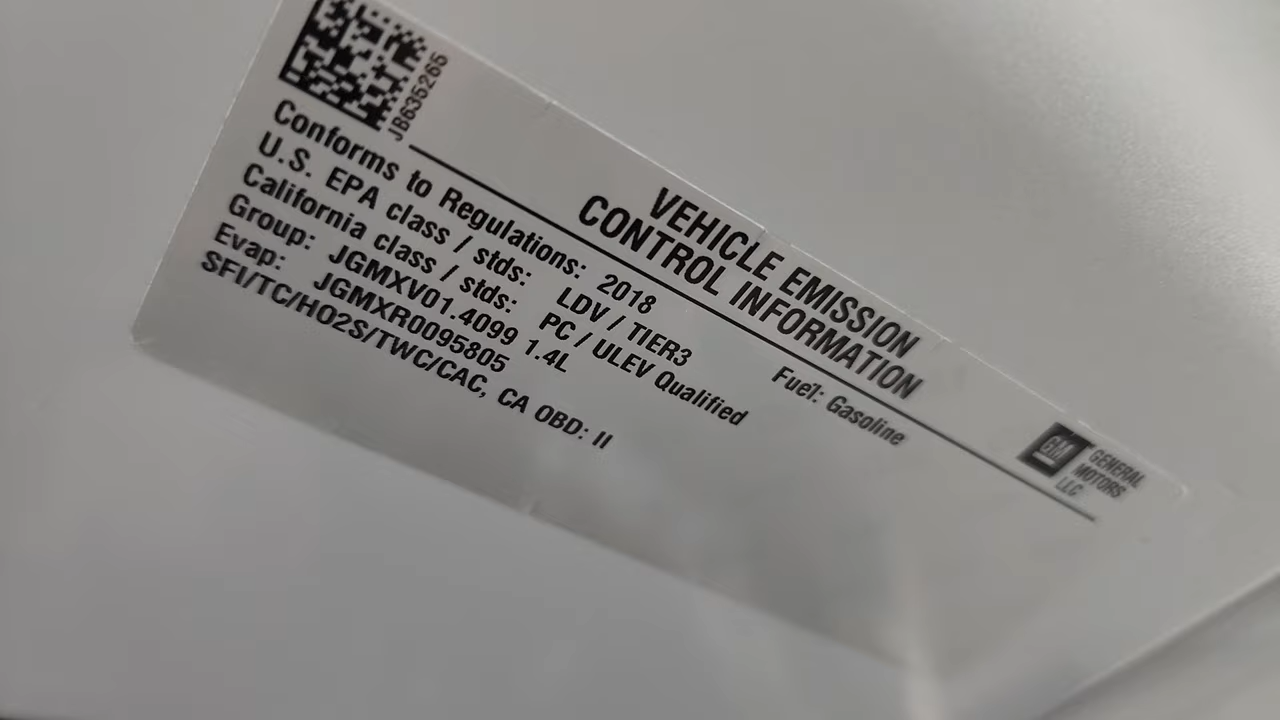 JB635265
VEHICLE EMISSION
CONTROL INFORMATION
GM
GENERAL
MOTORS
LLC
Conforms to Regulations: 2018
Fuel: Gasoline
U.S. EPA class / stds: LDV / TIER3
California class / stds: PC / ULEV Qualified
Group: JGMXV01.4099 1.4L
Evap: JGMXR0095805
SFI/TC/HO2S/TWC/CAC, CA OBD: II